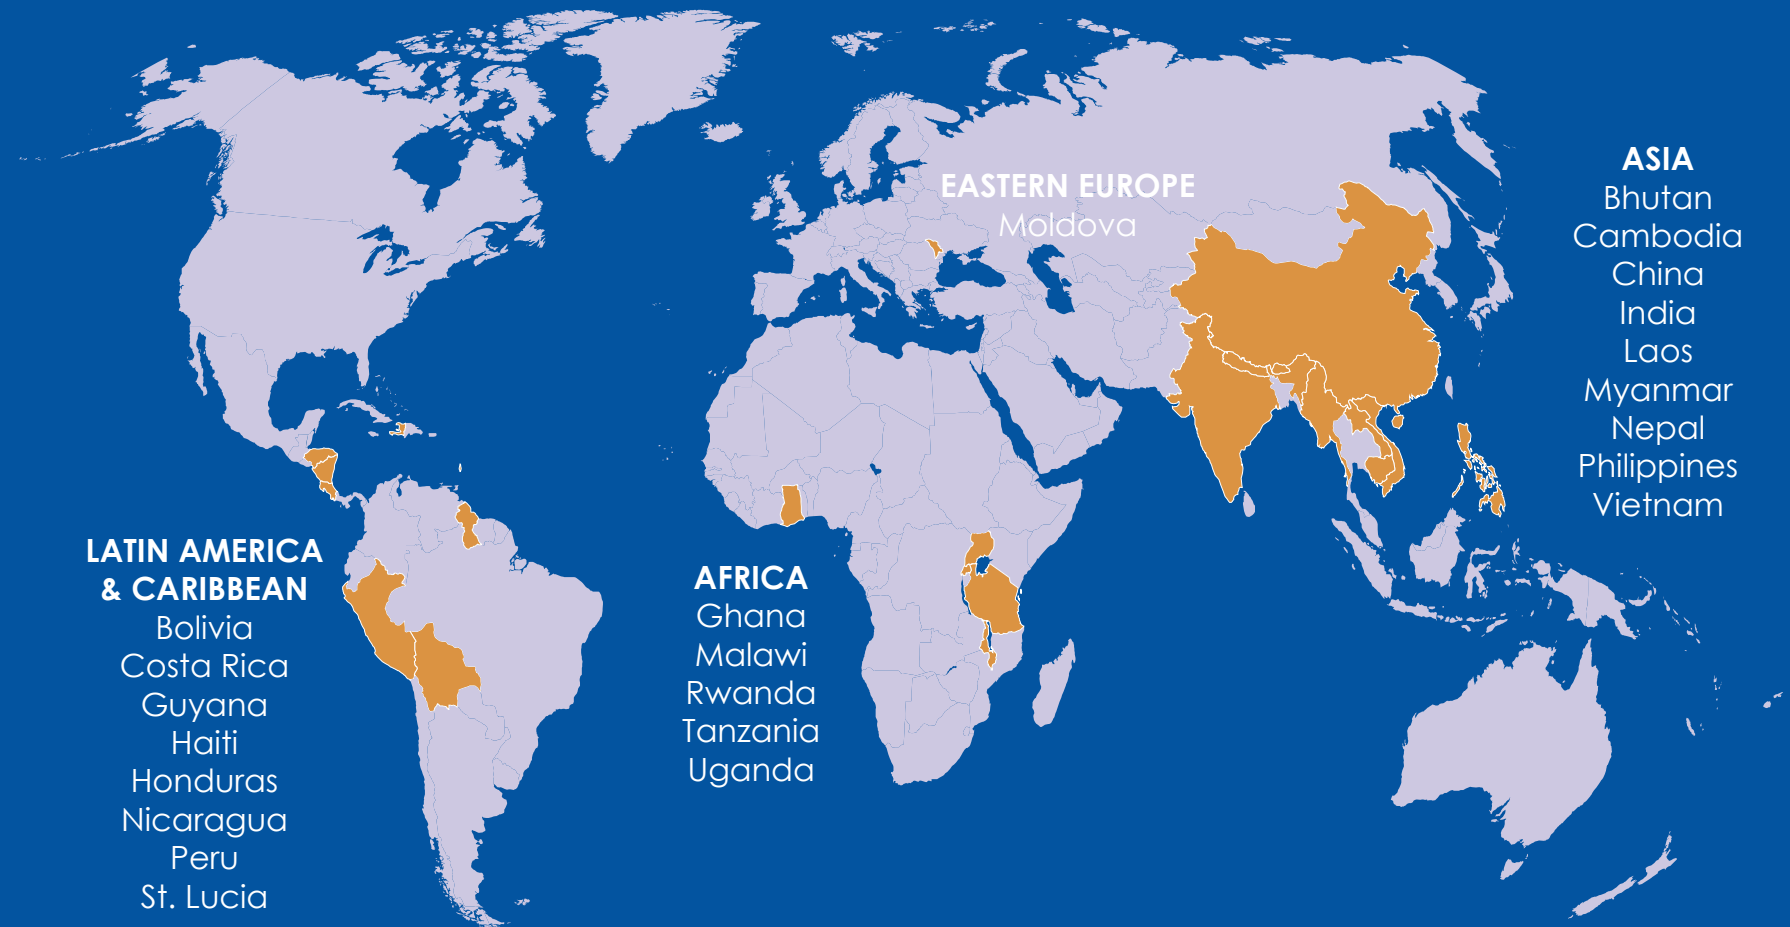 EASTERN EUROPE
Moldova
ASIA
Bhutan
Cambodia
China
India
Laos
Myanmar
Nepal
Philippines
Vietnam
LATIN AMERICA
& CARIBBEAN
Bolivia
Costa Rica
Guyana
Haiti
Honduras
Nicaragua
Peru
St. Lucia
AFRICA
Ghana
Malawi
Rwanda
Tanzania
Uganda